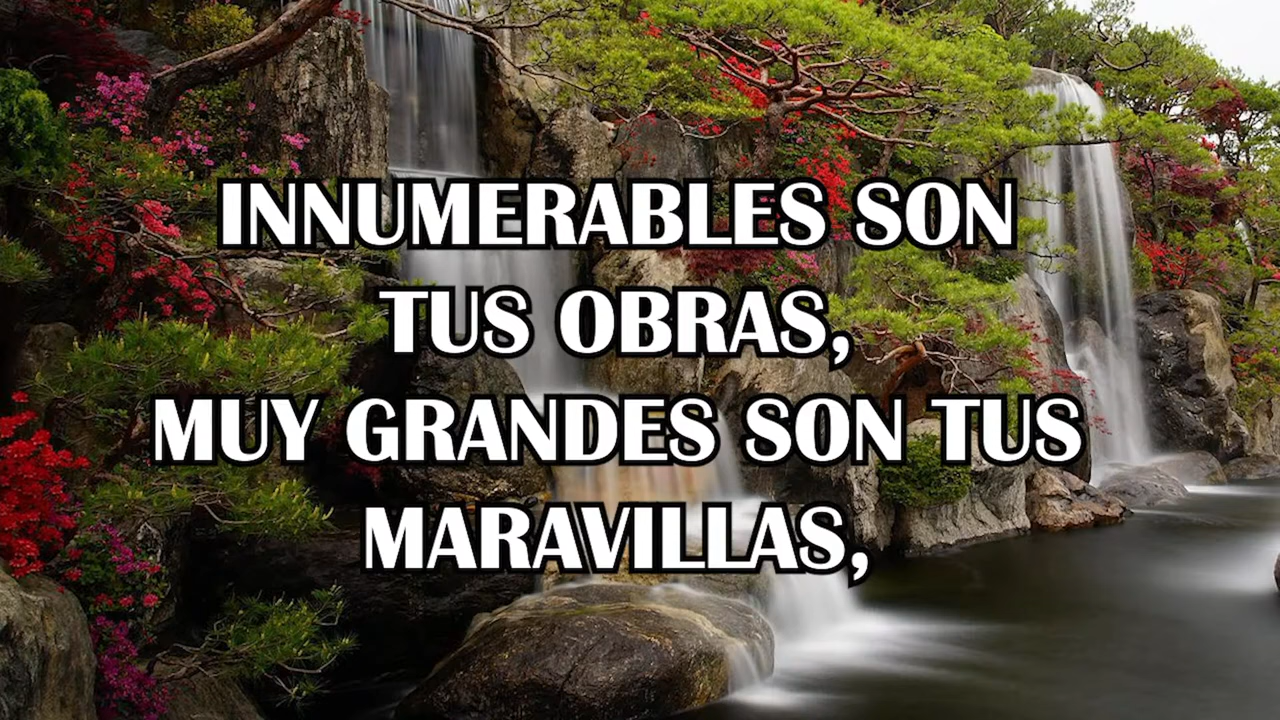 INNUMERABLES SON
TUS OBRAS,
MUY GRANDES SON TUS
MARAVILLAS,